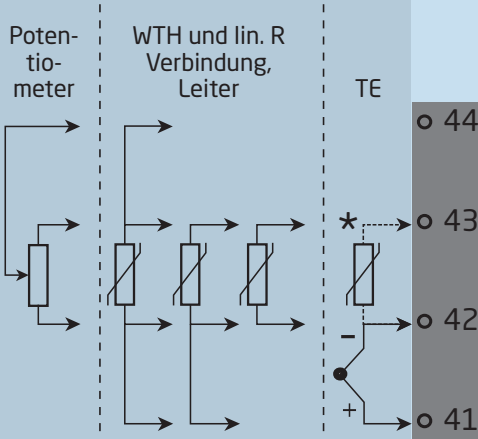 Poten-
tio-
meter
WTH und lin. R
Verbindung,
Leiter
TE
44
* 43
42
–
+ 41